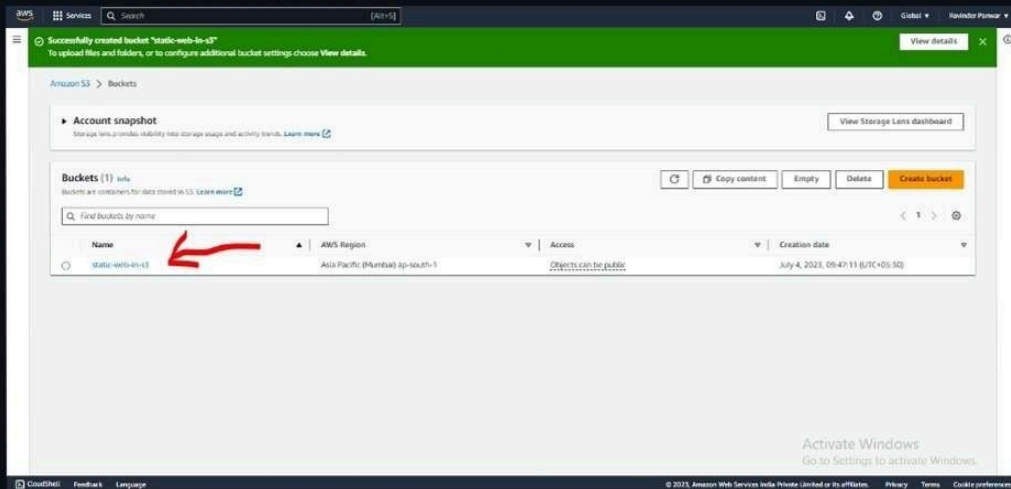 aws Services Search [Alt+S] Global Ravinder Panwar
Successfully created bucket "static-web-in-s3"
To upload files and folders, or to configure additional bucket settings choose View details.
View details
Amazon S3 > Buckets
Account snapshot
Storage lens provides visibility into storage usage and activity trends. Learn more
View Storage Lens dashboard
Buckets (1) Info
Buckets are containers for data stored in S3. Learn more
Copy content Empty Delete Create bucket
Find buckets by name
1
Name AWS Region Access Creation date
static-web-in-s3 Asia Pacific (Mumbai) ap-south-1 Objects can be public July 4, 2023, 09:47:11 (UTC+05:30)
Activate Windows
Go to Settings to activate Windows.
CloudShell Feedback Language © 2023, Amazon Web Services India Private Limited or its affiliates. Privacy Terms Cookie preferences